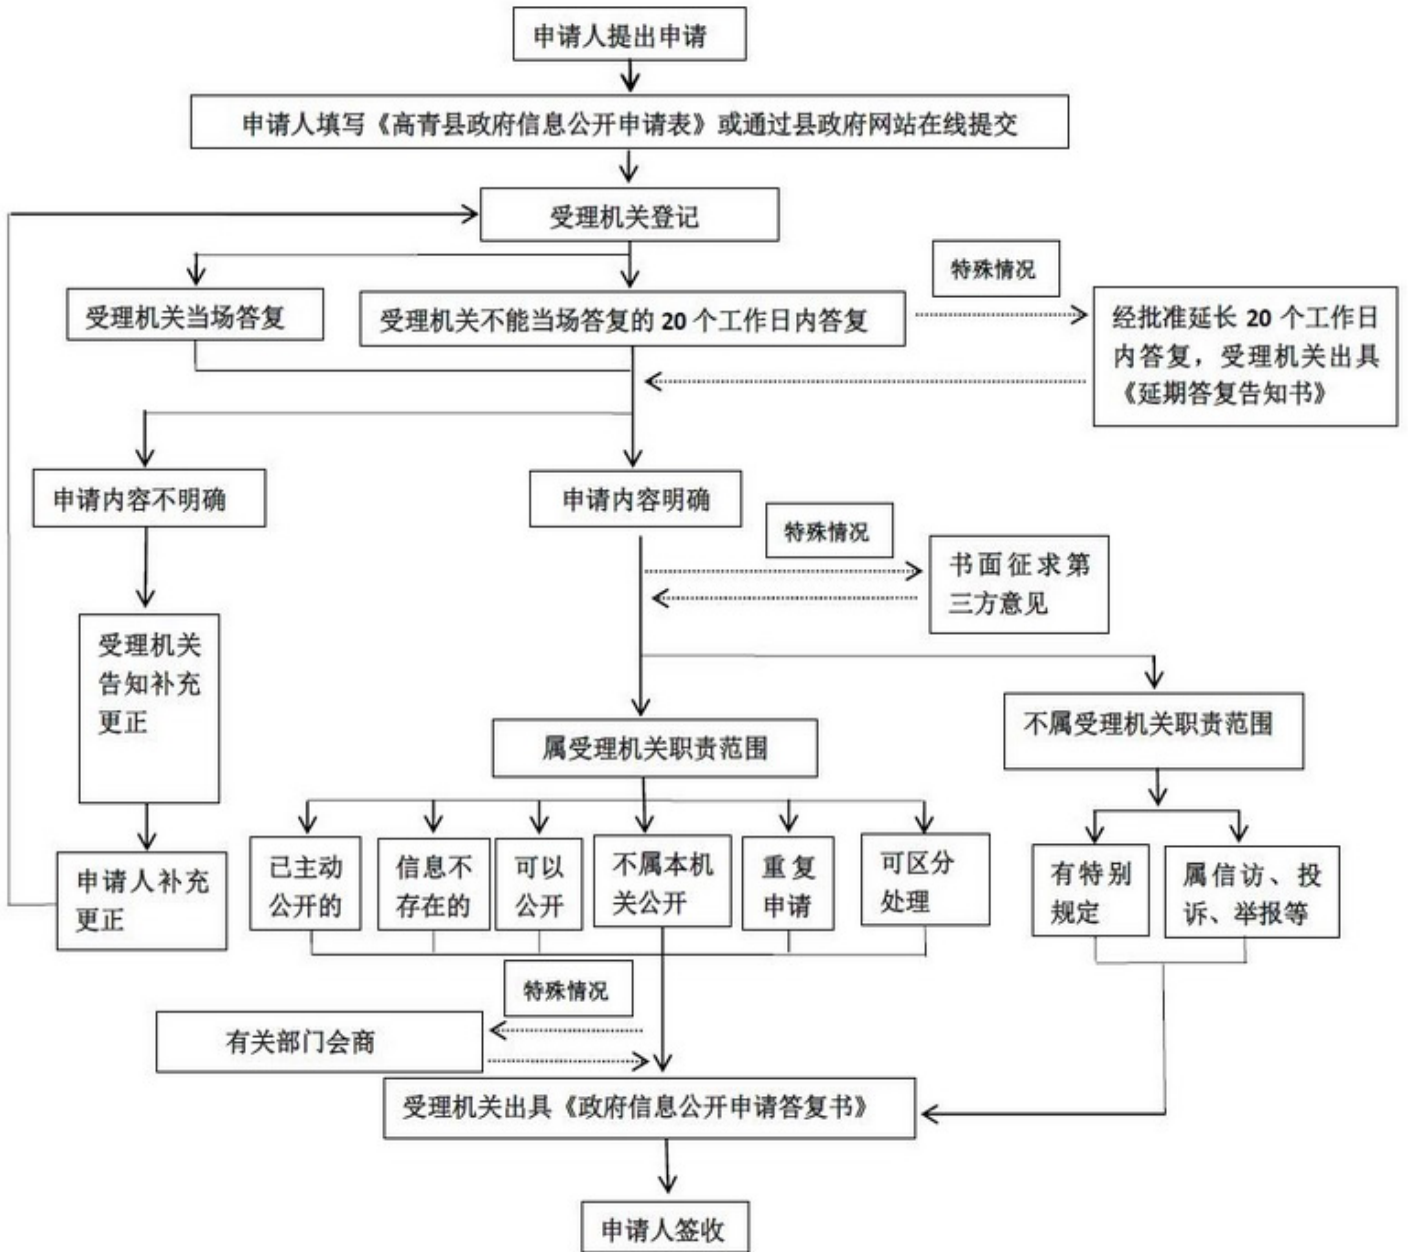 申请人提出申请
申请人填写《高青县政府信息公开申请表》或通过县政府网站在线提交
受理机关登记
特殊情况
受理机关当场答复
受理机关不能当场答复的 20 个工作日内答复
经批准延长 20 个工作日
内答复，受理机关出具
《延期答复告知书》
申请内容不明确
申请内容明确
特殊情况
书面征求第
三方意见
受理机关
告知补充
更正
属受理机关职责范围
不属受理机关职责范围
申请人补充
更正
已主动
公开的
信息不
存在的
可以
公开
不属本机
关公开
重复
申请
可区分
处理
有特别
规定
属信访、投
诉、举报等
特殊情况
有关部门会商
受理机关出具《政府信息公开申请答复书》
申请人签收